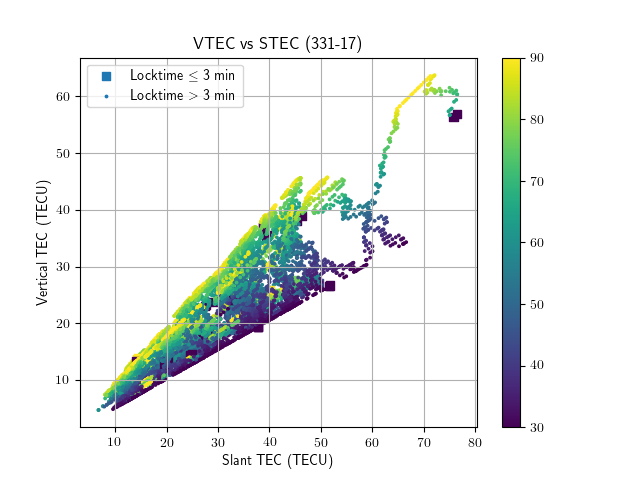 VTEC vs STEC (331-17)
Locktime ≤ 3 min
Locktime > 3 min
60
50
40
30
20
10
Vertical TEC (TECU)
10 20 30 40 50 60 70 80
Slant TEC (TECU)
90
80
70
60
50
40
30